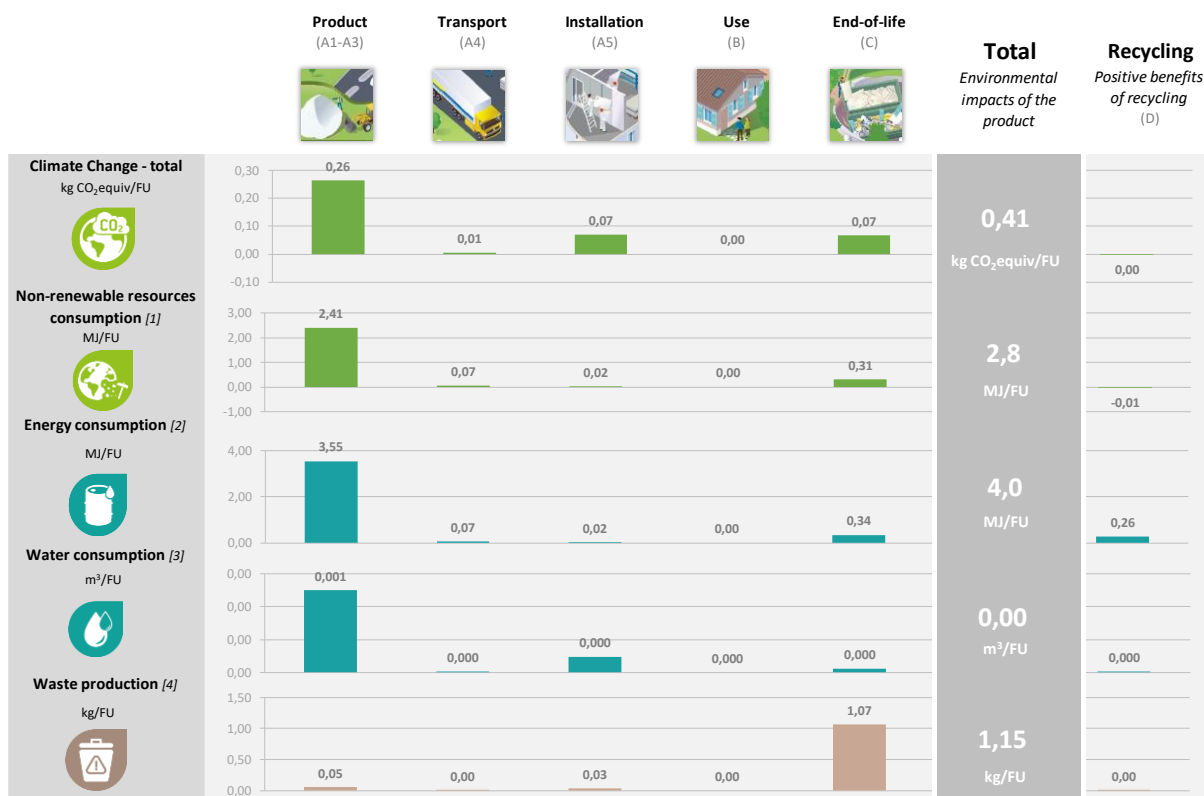 Product
(A1-A3)
Transport
(A4)
Installation
(A5)
Use
(B)
End-of-life
(C)
Total
Environmental
impacts of the
product
Recycling
Positive benefits
of recycling
(D)
Climate Change - total
kg CO₂equiv/FU
CO₂
0,30
0,20
0,10
0,00
-0,10
0,26
0,01
0,07
0,00
0,07
0,41
kg CO₂equiv/FU
0,00
Non-renewable resources
consumption [1]
MJ/FU
3,00
2,00
1,00
0,00
-1,00
2,41
0,07
0,02
0,00
0,31
2,8
MJ/FU
-0,01
Energy consumption [2]
MJ/FU
4,00
2,00
0,00
3,55
0,07
0,02
0,00
0,34
4,0
MJ/FU
0,26
Water consumption [3]
m³/FU
0,00
0,00
0,00
0,00
0,001
0,000
0,000
0,000
0,000
0,00
m³/FU
0,000
Waste production [4]
kg/FU
1,50
1,00
0,50
0,00
0,05
0,00
0,03
0,00
1,07
1,15
kg/FU
0,00